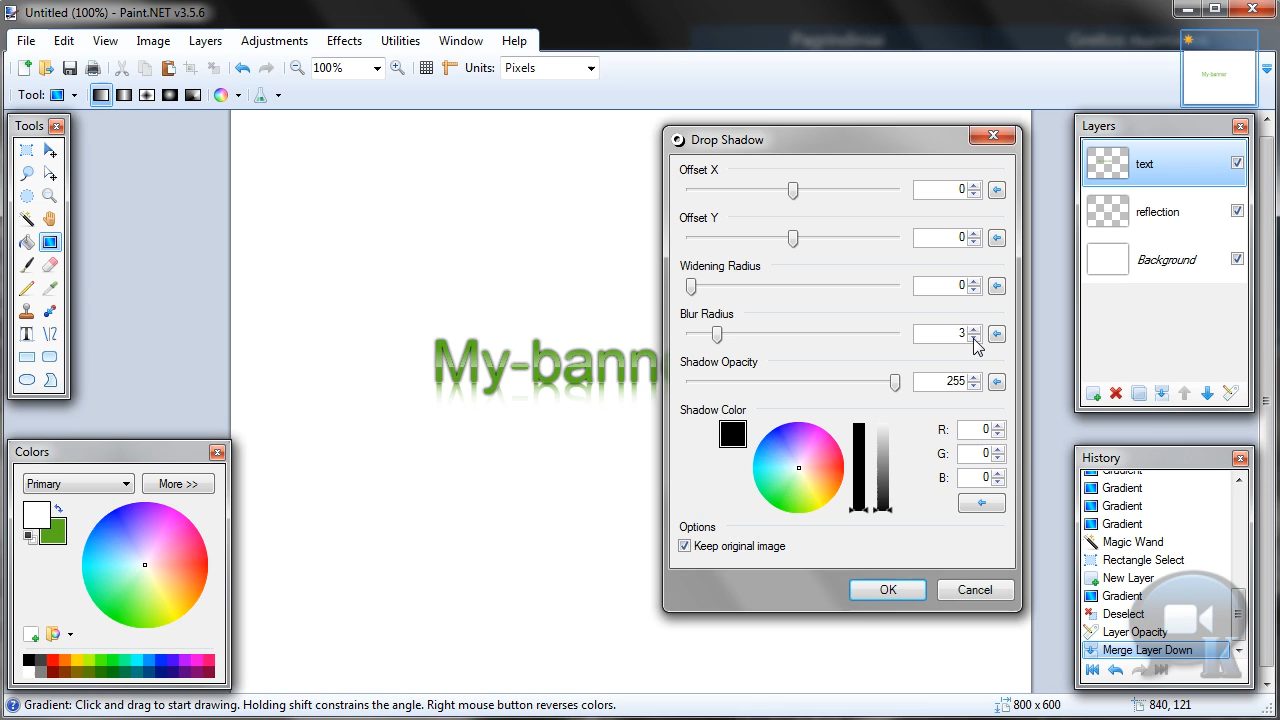 Untitled (100%) - Paint.NET v3.5.6
File Edit View Image Layers Adjustments Effects Utilities Window Help
100% Units: Pixels
Tool:
My-banner
Tools
Drop Shadow
Offset X
0
Offset Y
0
Widening Radius
0
Blur Radius
3
Shadow Opacity
255
Shadow Color
R: 0
G: 0
B: 0
Options
Keep original image
OK Cancel
My-banne
Layers
text
reflection
Background
Colors
Primary More >>
History
Gradient
Gradient
Gradient
Gradient
Magic Wand
Rectangle Select
New Layer
Gradient
Deselect
Layer Opacity
Merge Layer Down
K
Gradient: Click and drag to start drawing. Holding shift constrains the angle. Right mouse button reverses colors.
800 x 600
840, 121